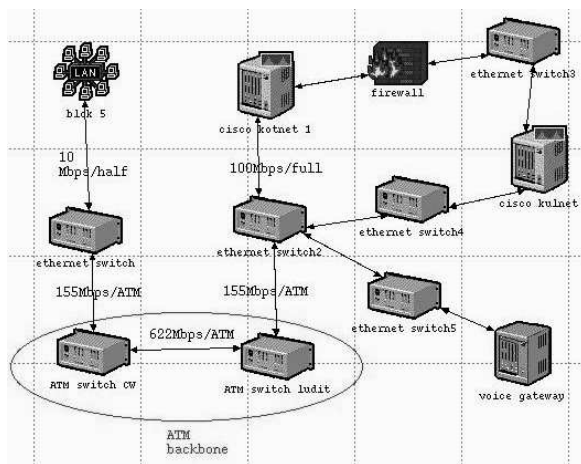 LAN
blok 5
10
Mbps/half
ethernet switch
155Mbps/ATM
ATM switch CW
622Mbps/ATM
ATM switch ludit
ATM
backbone
155Mbps/ATM
ethernet switch2
100Mbps/full
cisco kotnet 1
firewall
ethernet switch3
cisco kulnet
ethernet switch4
ethernet switch5
voice gateway